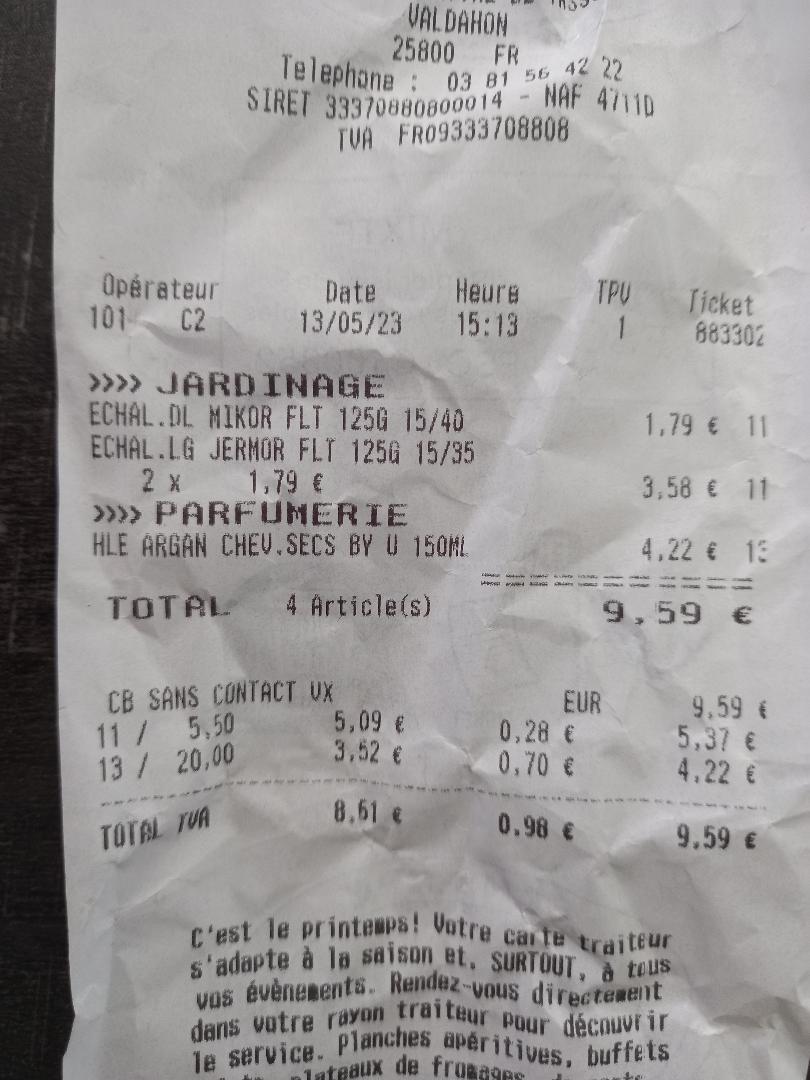 VALDAHON
25800 FR
Telephone : 03 81 56 42 22
SIRET 33370880800014 - NAF 4711D
TVA FR09333708808
Opérateur Date Heure TPV Ticket
101 C2 13/05/23 15:13 1 883302
>>>> JARDINAGE
ECHAL.DL MIKOR FLT 125G 15/40 1,79 € 11
ECHAL.LG JERMOR FLT 125G 15/35
2 x 1,79 € 3,58 € 11
>>>> PARFUMERIE
HLE ARGAN CHEV.SECS BY U 150ML 4,22 € 13
TOTAL 4 Article(s) 9,59 €
CB SANS CONTACT VX EUR 9,59 €
11 / 5,50 5,09 € 0,28 € 5,37 €
13 / 20,00 3,52 € 0,70 € 4,22 €
TOTAL TVA 8,61 € 0,98 € 9,59 €
C'est le printemps! Votre carte traiteur
s'adapte à la saison et, SURTOUT, à tous
vos évènements. Rendez-vous directement
dans votre rayon traiteur pour découvrir
le service. Planches apéritives, buffets
plateaux de fromages,